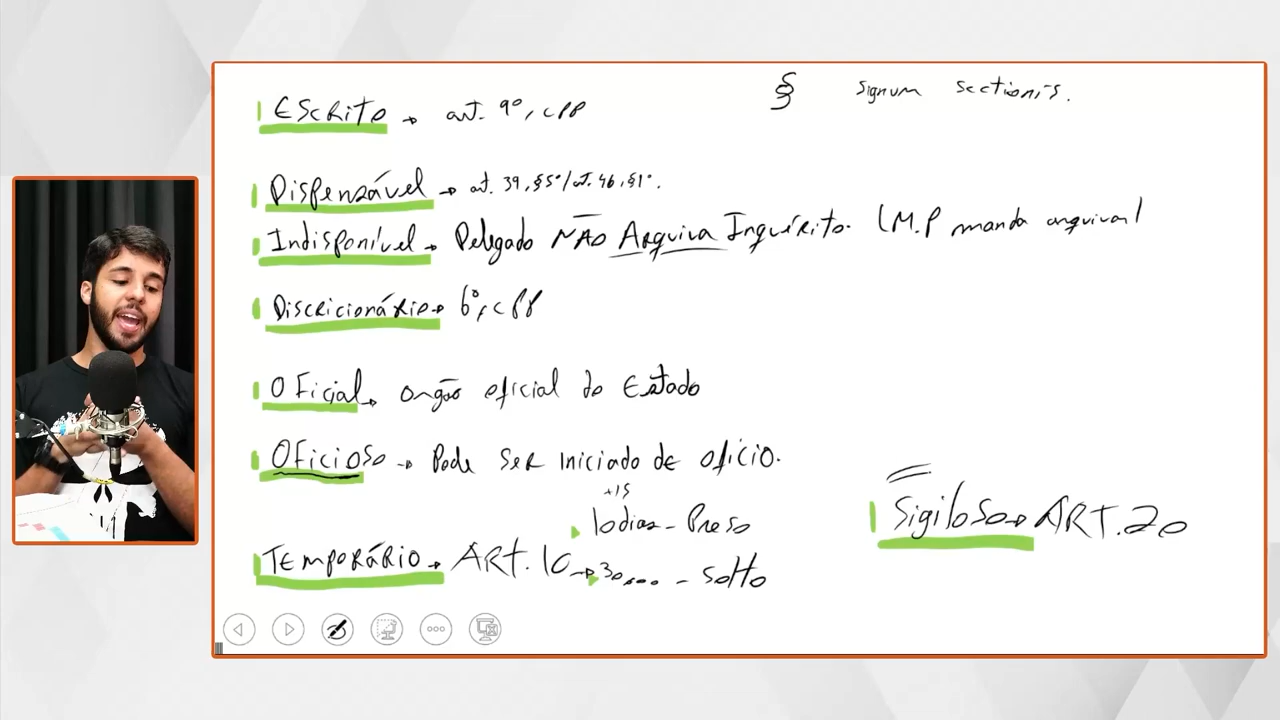 § signum sectionis.
Escrito → art. 9º, CPP
Dispensável → art. 39, §5º/art. 46, §1º.
Indisponível → Delegado NÃO Arquiva Inquérito. (M.P manda arquivar)
Discricionário → 6º, CPP
Oficial → orgão oficial do Estado
Oficioso → Pode ser iniciado de ofício.
+15
10 dias - Preso
Sigiloso → ART. 20
Temporário → ART. 10 → 30 - solto